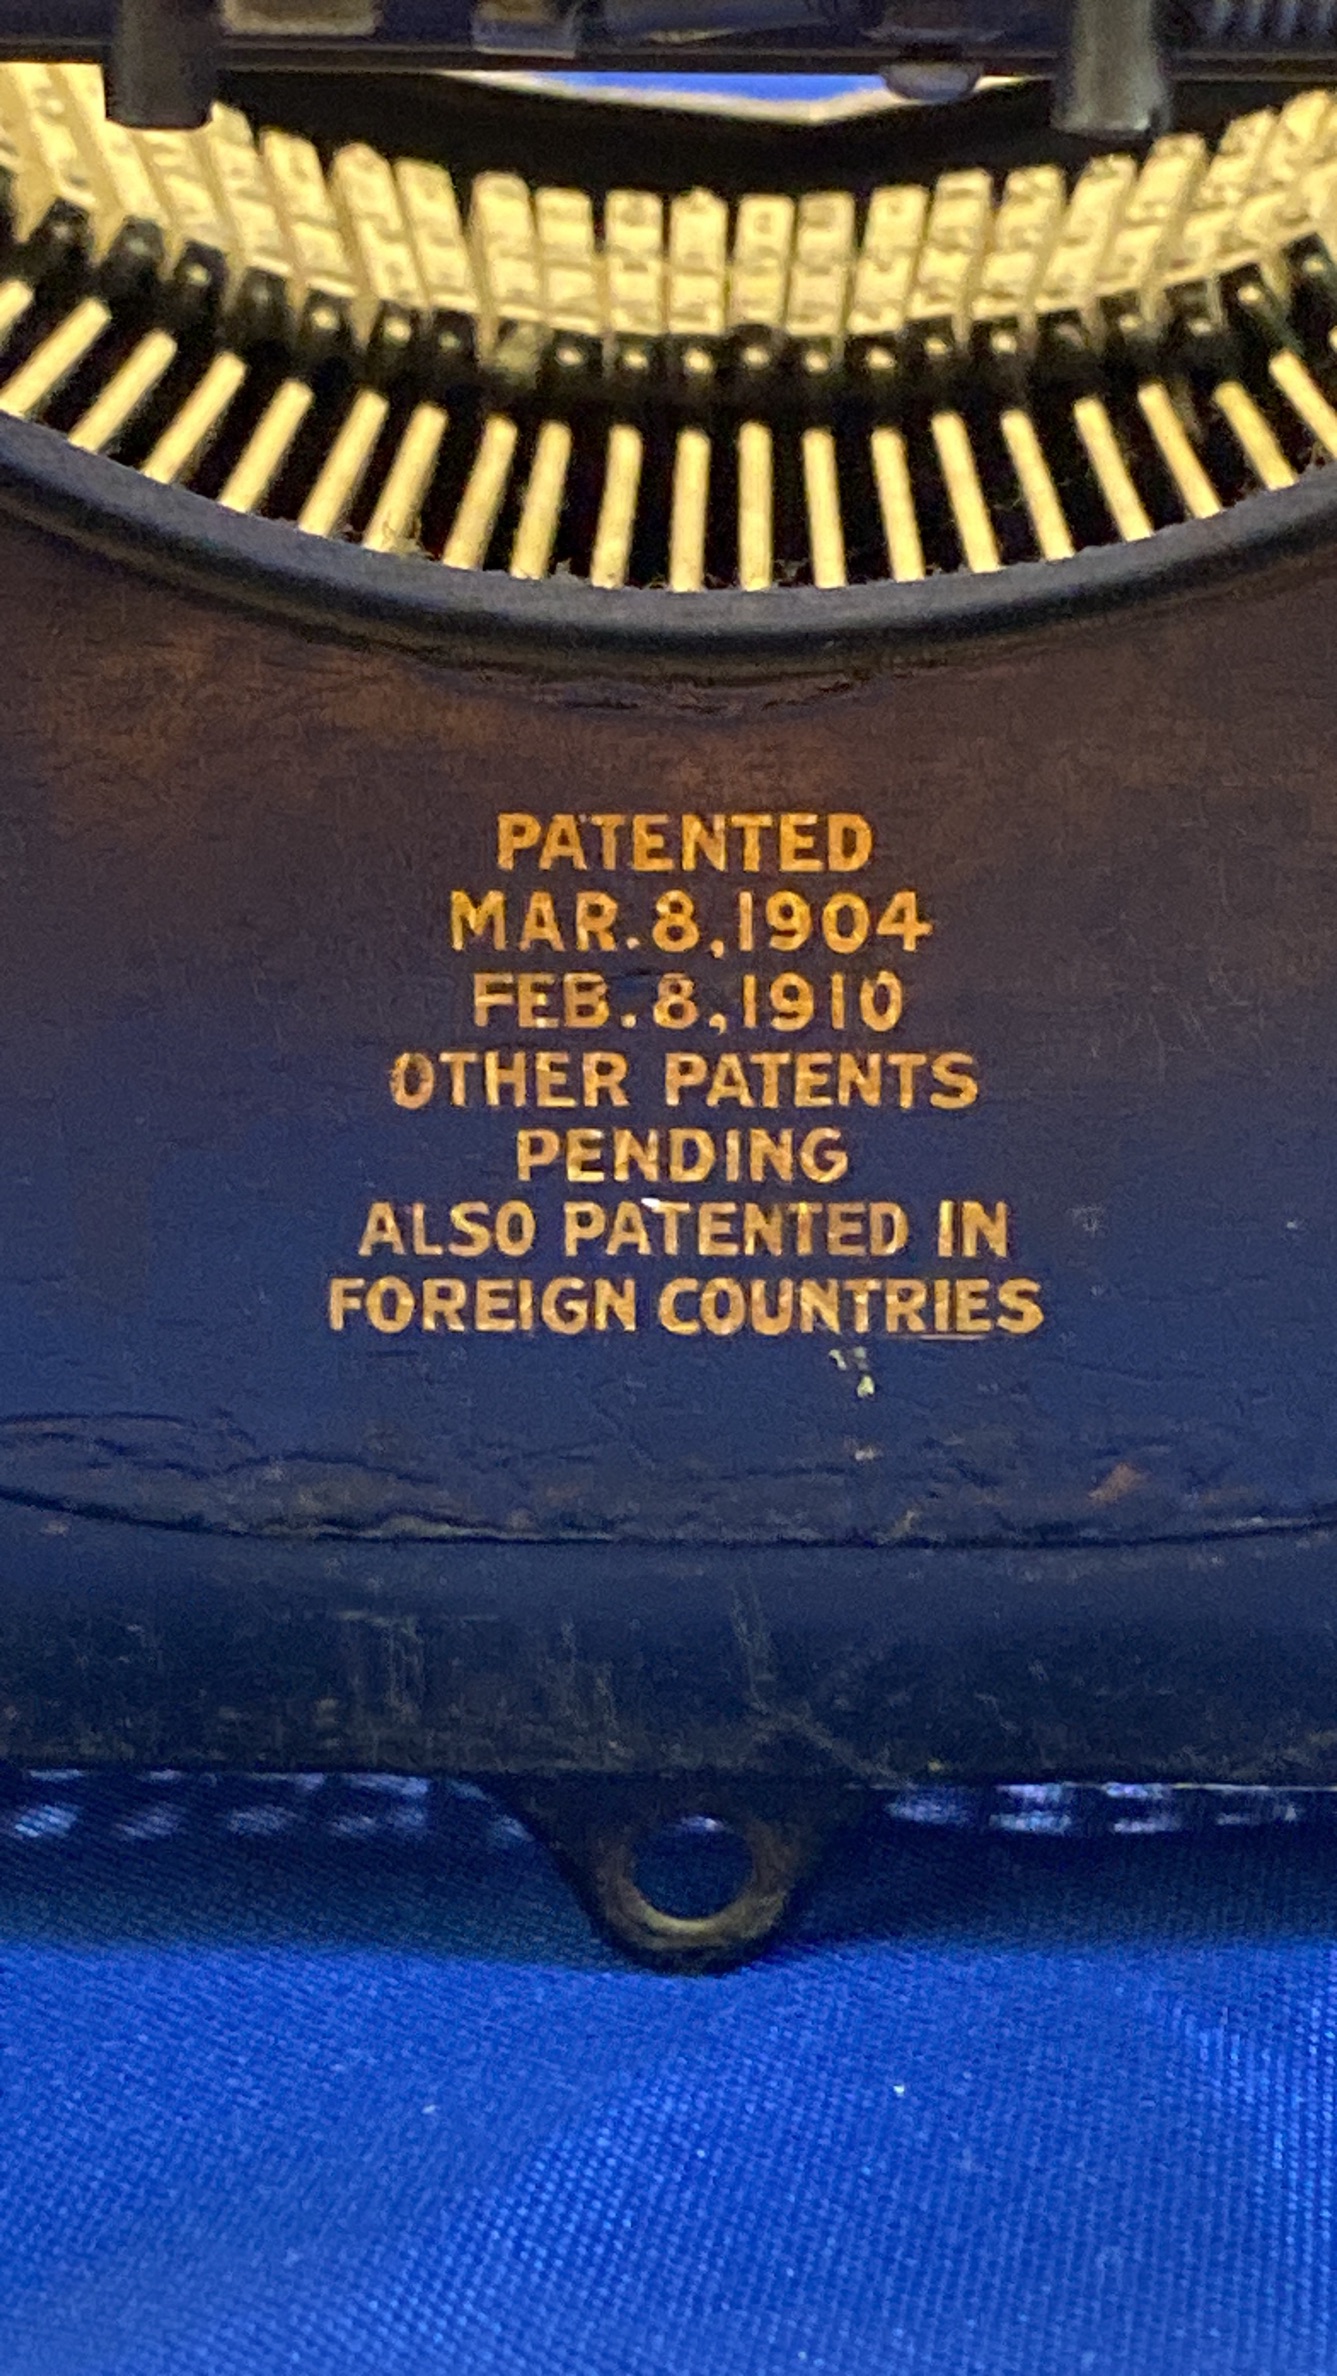 PATENTED
MAR. 8, 1904
FEB. 8, 1910
OTHER PATENTS
PENDING
ALSO PATENTED IN
FOREIGN COUNTRIES